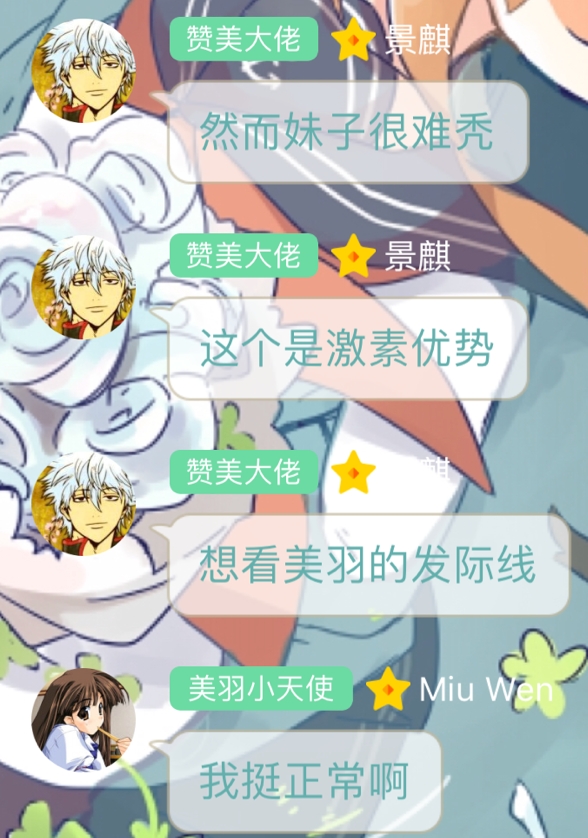 赞美大佬 景麒
然而妹子很难秃
赞美大佬 景麒
这个是激素优势
赞美大佬 麒
想看美羽的发际线
美羽小天使 Miu Wen
我挺正常啊